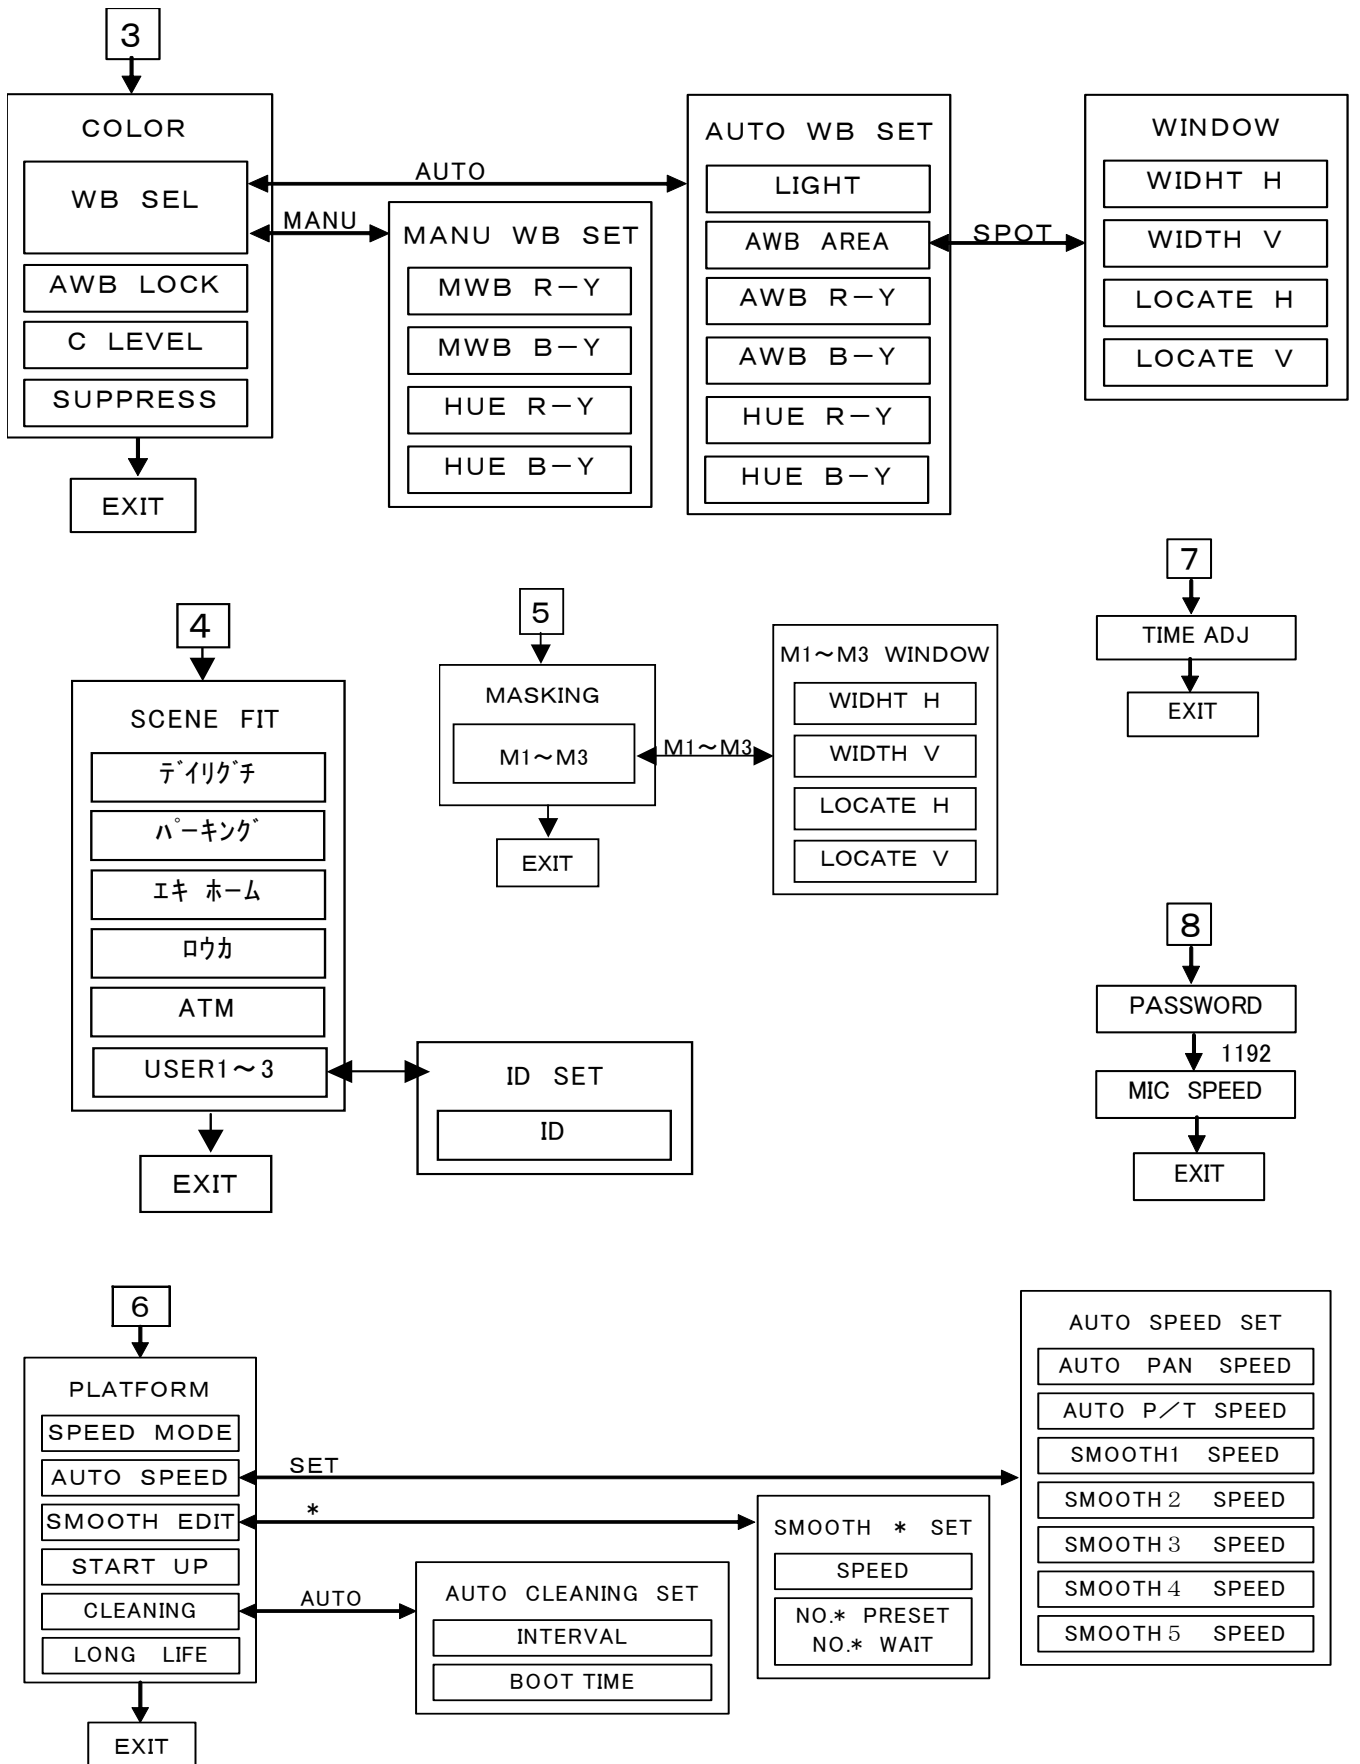 3
COLOR
WB SEL
AWB LOCK
C LEVEL
SUPPRESS
EXIT
AUTO
MANU
MANU WB SET
MWB R−Y
MWB B−Y
HUE R−Y
HUE B−Y
AUTO WB SET
LIGHT
AWB AREA
AWB R−Y
AWB B−Y
HUE R−Y
HUE B−Y
SPOT
WINDOW
WIDHT H
WIDTH V
LOCATE H
LOCATE V
4
SCENE FIT
デイリグチ
パーキング
エキ ホーム
ロウカ
ATM
USER1～3
EXIT
ID SET
ID
5
MASKING
M1～M3
EXIT
M1～M3
M1～M3 WINDOW
WIDHT H
WIDTH V
LOCATE H
LOCATE V
7
TIME ADJ
EXIT
8
PASSWORD
1192
MIC SPEED
EXIT
6
PLATFORM
SPEED MODE
AUTO SPEED
SMOOTH EDIT
START UP
CLEANING
LONG LIFE
EXIT
SET
*
AUTO
AUTO CLEANING SET
INTERVAL
BOOT TIME
SMOOTH * SET
SPEED
NO.* PRESET
NO.* WAIT
AUTO SPEED SET
AUTO PAN SPEED
AUTO P／T SPEED
SMOOTH1 SPEED
SMOOTH２ SPEED
SMOOTH３ SPEED
SMOOTH４ SPEED
SMOOTH５ SPEED